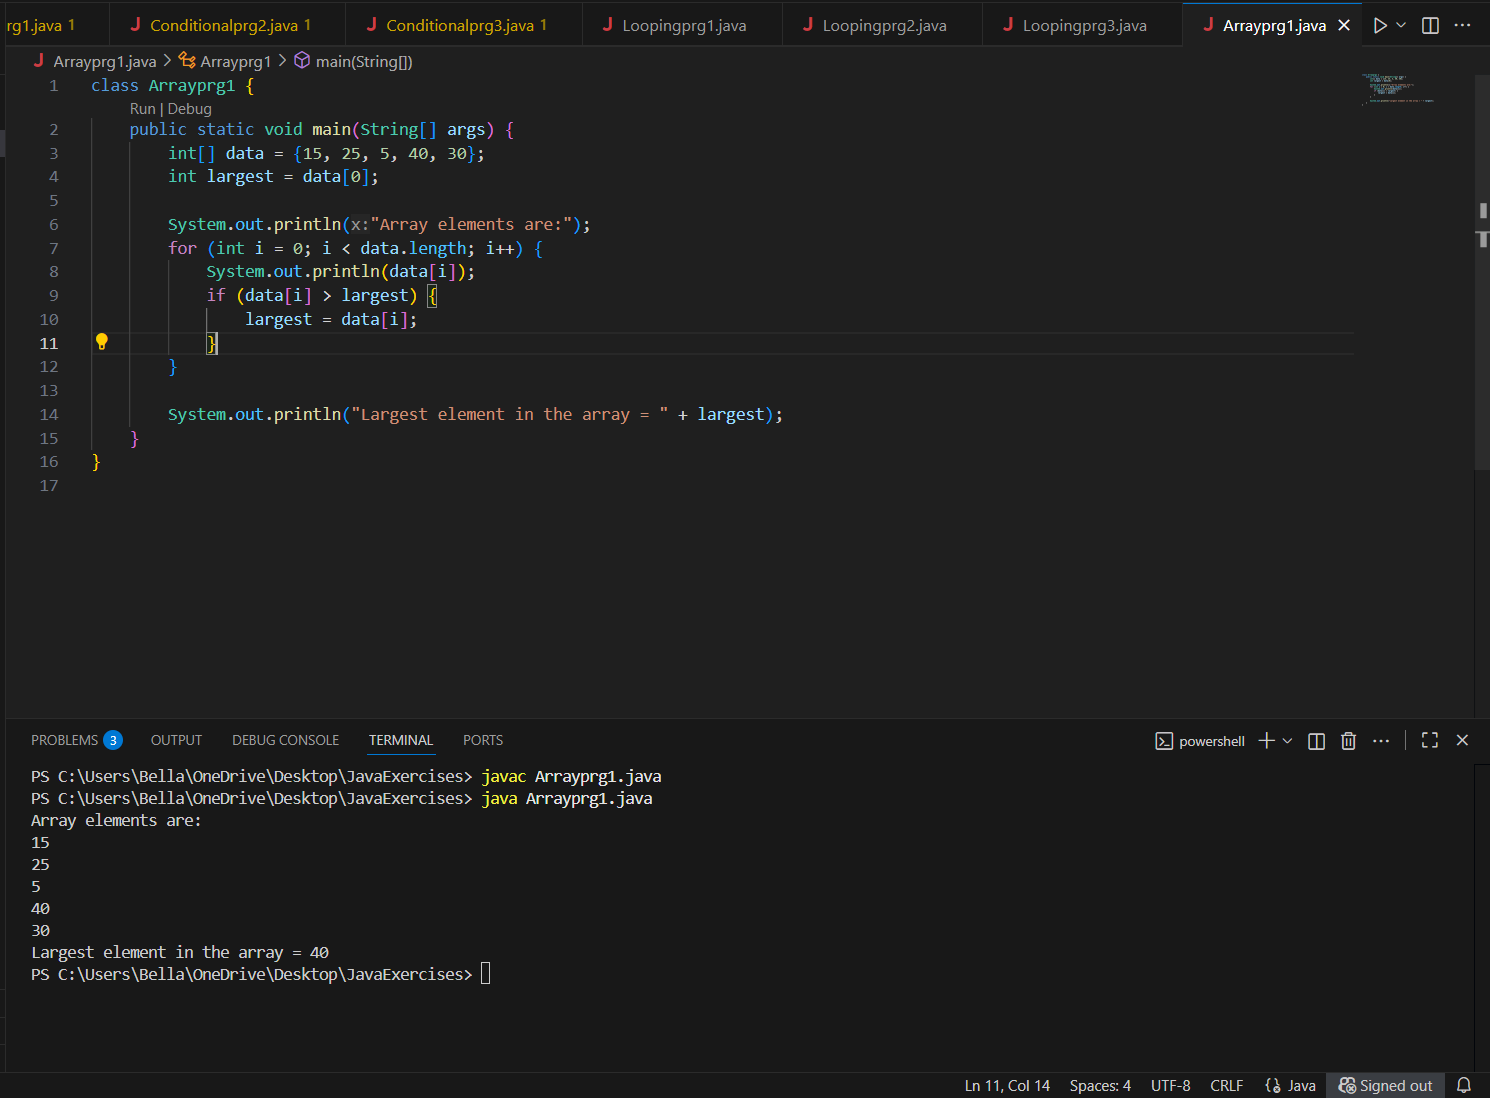 rg1.java 1
Conditionalprg2.java 1
Conditionalprg3.java 1
Loopingprg1.java
Loopingprg2.java
Loopingprg3.java
Arrayprg1.java
Arrayprg1.java > Arrayprg1 > main(String[])
1 class Arrayprg1 {
Run | Debug
2 public static void main(String[] args) {
3 int[] data = {15, 25, 5, 40, 30};
4 int largest = data[0];
5
6 System.out.println(x:"Array elements are:");
7 for (int i = 0; i < data.length; i++) {
8 System.out.println(data[i]);
9 if (data[i] > largest) {
10 largest = data[i];
11 }
12 }
13
14 System.out.println("Largest element in the array = " + largest);
15 }
16 }
17
PROBLEMS 3 OUTPUT DEBUG CONSOLE TERMINAL PORTS powershell
PS C:\Users\Bella\OneDrive\Desktop\JavaExercises> javac Arrayprg1.java
PS C:\Users\Bella\OneDrive\Desktop\JavaExercises> java Arrayprg1.java
Array elements are:
15
25
5
40
30
Largest element in the array = 40
PS C:\Users\Bella\OneDrive\Desktop\JavaExercises>
Ln 11, Col 14 Spaces: 4 UTF-8 CRLF Java Signed out